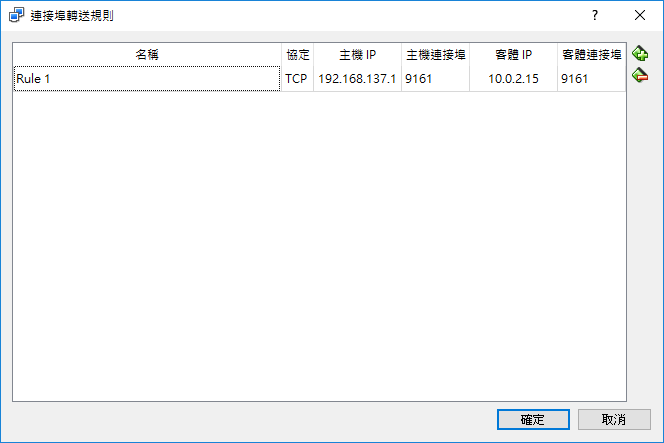 連接埠轉送規則
?
名稱 協定 主機 IP 主機連接埠 客體 IP 客體連接埠
Rule 1 TCP 192.168.137.1 9161 10.0.2.15 9161
確定 取消